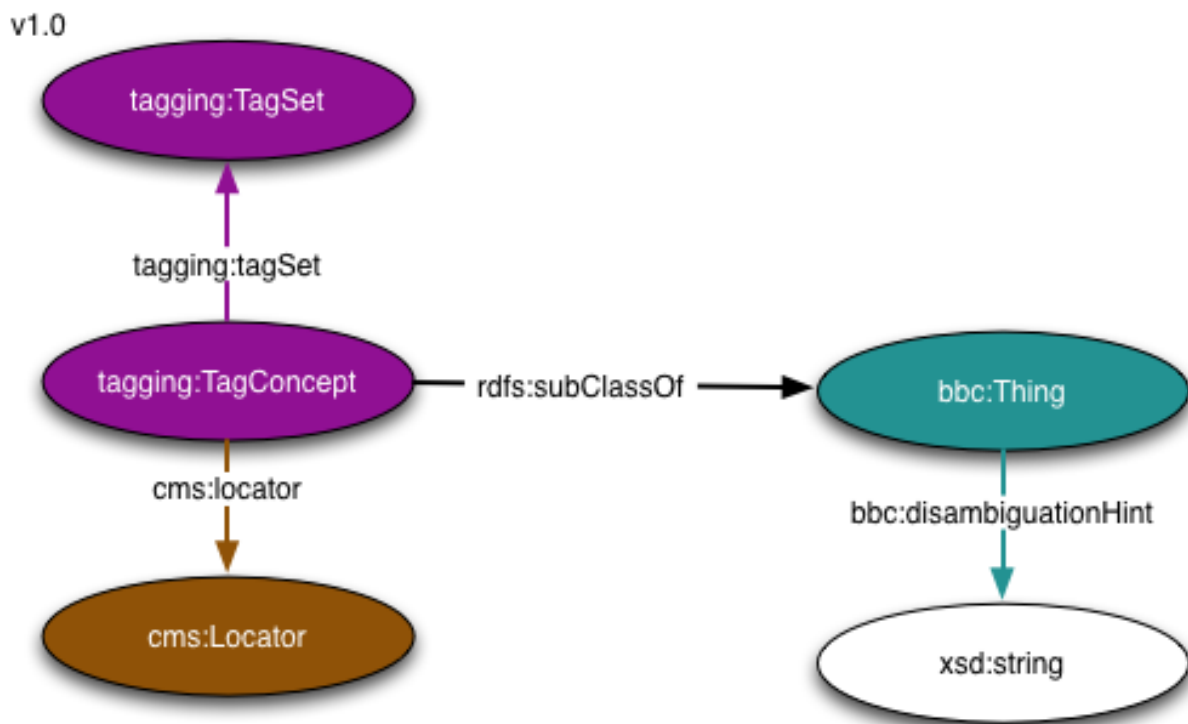 v1.0
tagging:TagSet
tagging:tagSet
tagging:TagConcept
rdfs:subClassOf
bbc:Thing
cms:locator
bbc:disambiguationHint
cms:Locator
xsd:string